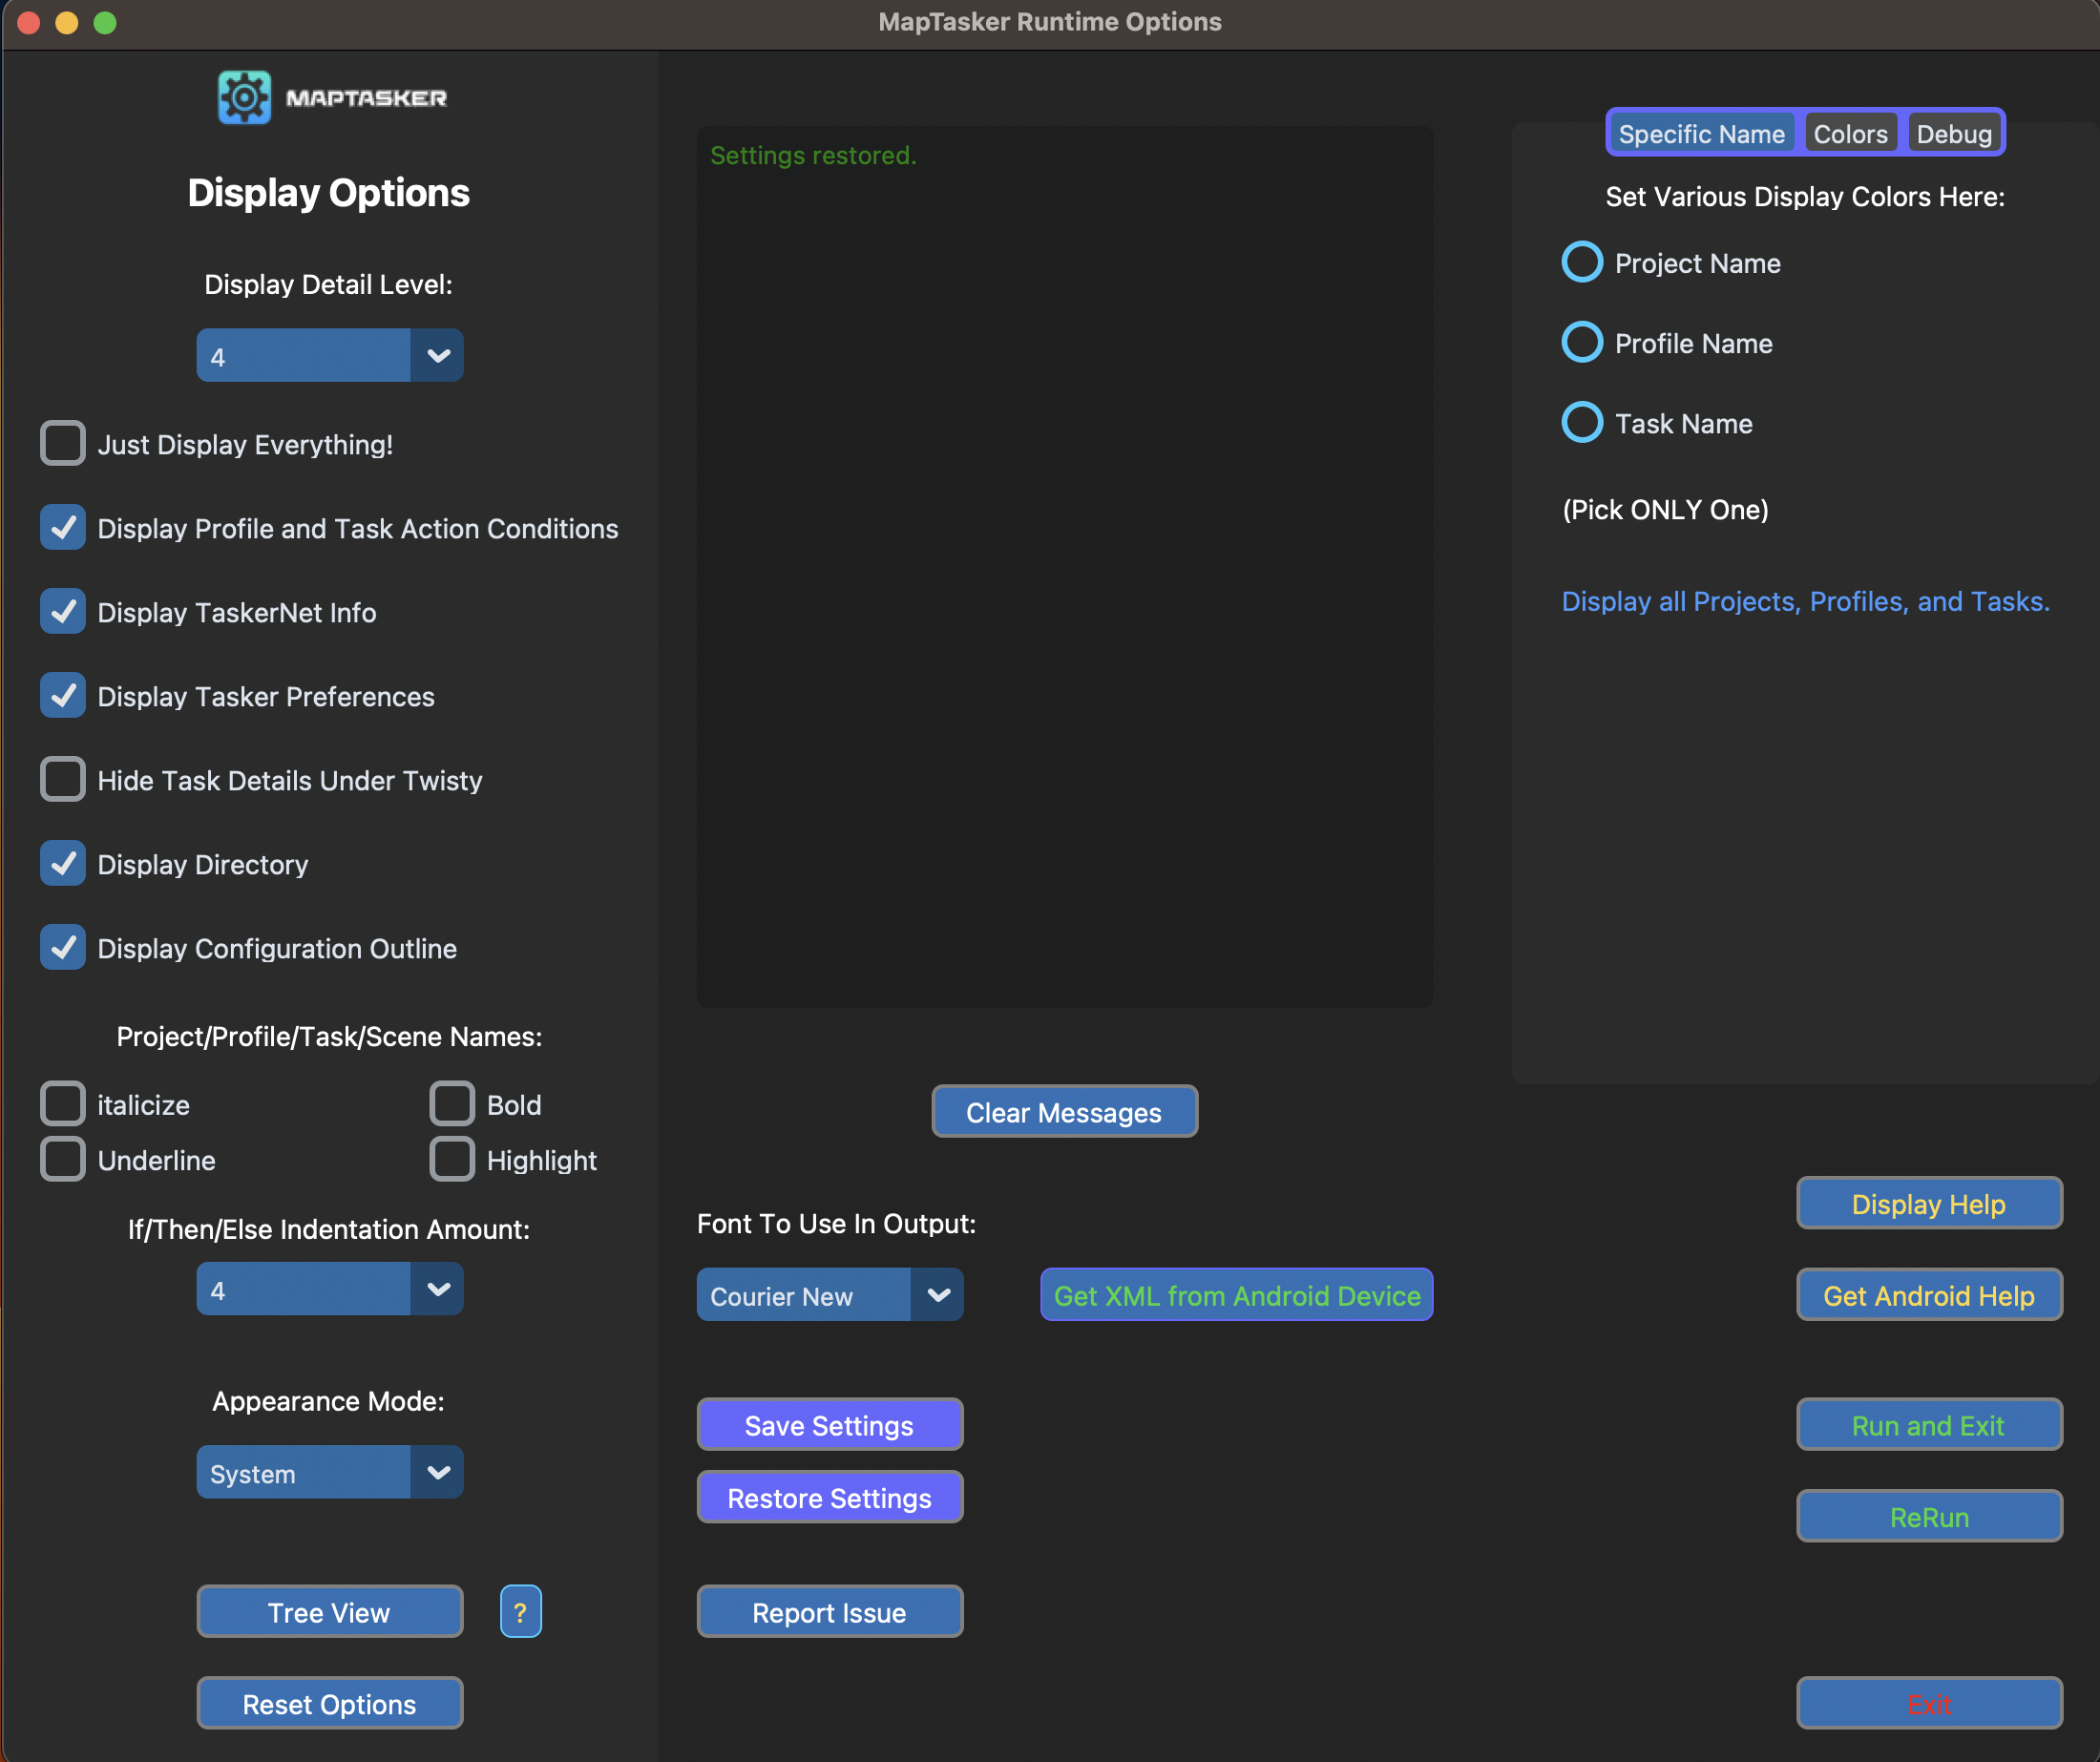 MapTasker Runtime Options
MAPTASKER
Display Options
Display Detail Level:
4
Just Display Everything!
Display Profile and Task Action Conditions
Display TaskerNet Info
Display Tasker Preferences
Hide Task Details Under Twisty
Display Directory
Display Configuration Outline
Project/Profile/Task/Scene Names:
italicize Bold
Underline Highlight
If/Then/Else Indentation Amount:
4
Appearance Mode:
System
Tree View ?
Reset Options
Settings restored.
Clear Messages
Font To Use In Output:
Courier New Get XML from Android Device
Save Settings
Restore Settings
Report Issue
Specific Name Colors Debug
Set Various Display Colors Here:
Project Name
Profile Name
Task Name
(Pick ONLY One)
Display all Projects, Profiles, and Tasks.
Display Help
Get Android Help
Run and Exit
ReRun
Exit